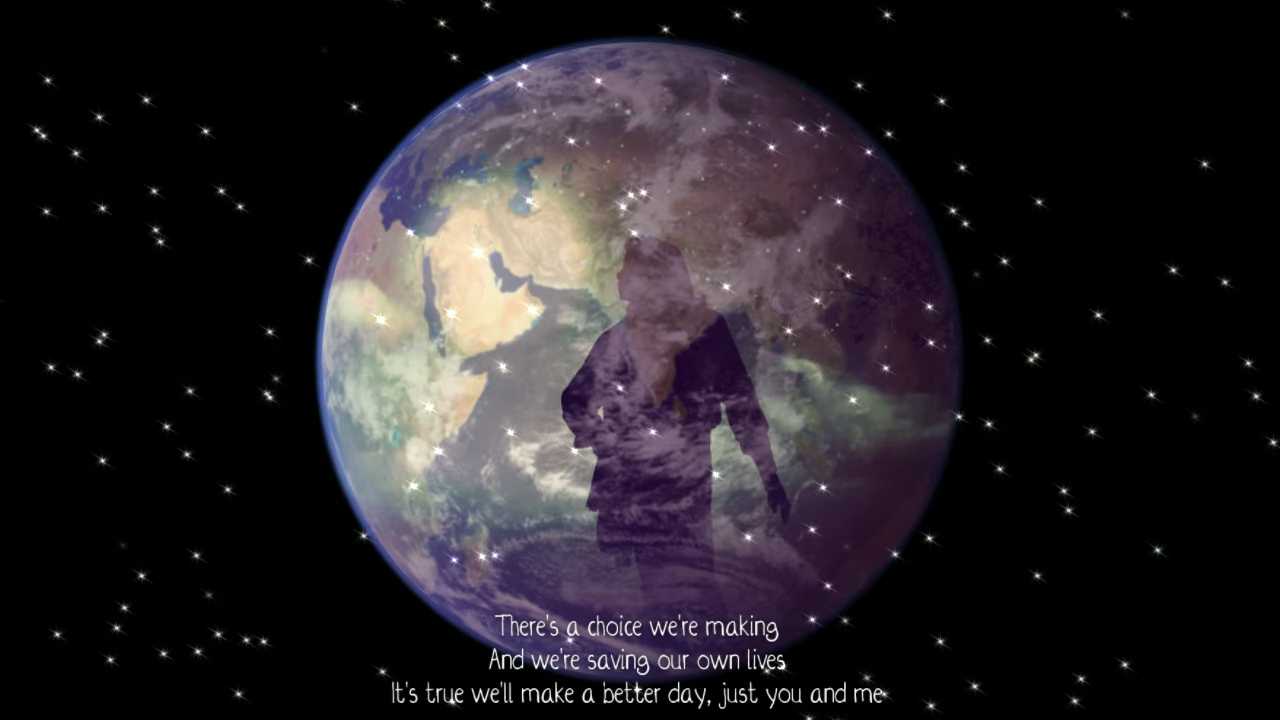 There's a choice we're making
And we're saving our own lives
It's true we'll make a better day, just you and me